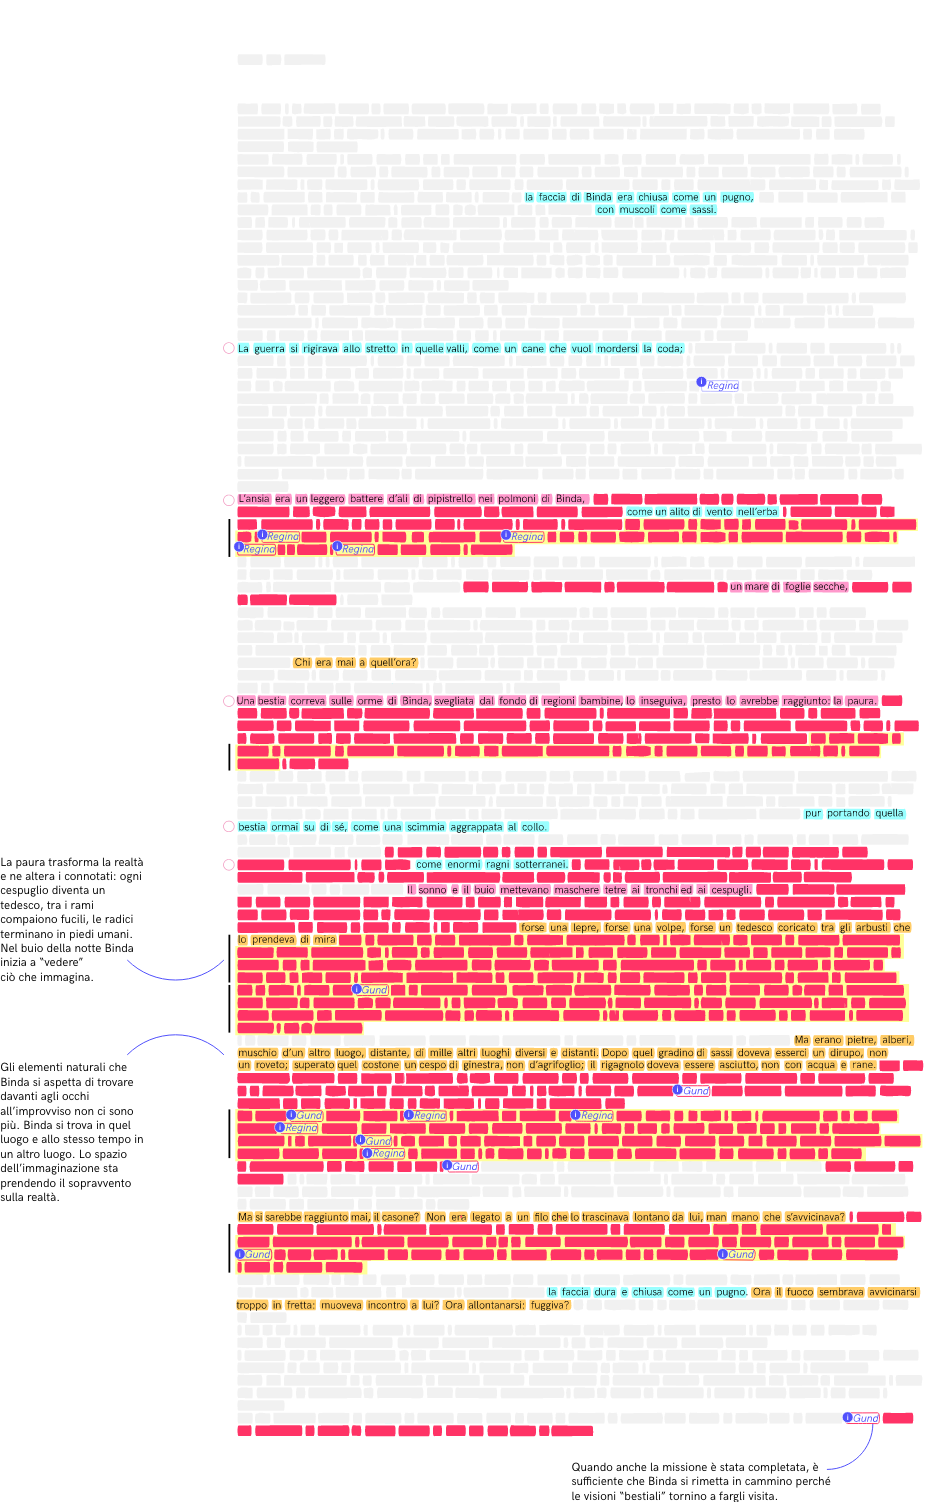 la faccia di Binda era chiusa come un pugno,
con muscoli come sassi.
La guerra si rigirava allo stretto in quelle valli, come un cane che vuol mordersi la coda;
i Regina
L'ansia era un leggero battere d'ali di pipistrello nei polmoni di Binda,
come un alito di vento nell'erba
i Regina i Regina
i Regina i Regina
un mare di foglie secche,
Chi era mai a quell'ora?
Una bestia correva sulle orme di Binda, svegliata dal fondo di regioni bambine, lo inseguiva, presto lo avrebbe raggiunto: la paura.
pur portando quella
bestia ormai su di sé, come una scimmia aggrappata al collo.
come enormi ragni sotterranei.
Il sonno e il buio mettevano maschere tetre ai tronchi ed ai cespugli.
forse una lepre, forse una volpe, forse un tedesco coricato tra gli arbusti che
lo prendeva di mira
i Gund
La paura trasforma la realtà
e ne altera i connotati: ogni
cespuglio diventa un
tedesco, tra i rami
compaiono fucili, le radici
terminano in piedi umani.
Nel buio della notte Binda
inizia a “vedere”
ciò che immagina.
Ma erano pietre, alberi,
muschio d'un altro luogo, distante, di mille altri luoghi diversi e distanti. Dopo quel gradino di sassi doveva esserci un dirupo, non
un roveto; superato quel costone un cespo di ginestra, non d'agrifoglio; il rigagnolo doveva essere asciutto, non con acqua e rane.
i Gund
i Gund i Regina i Regina
i Regina
i Gund
i Regina
i Gund
Gli elementi naturali che
Binda si aspetta di trovare
davanti agli occhi
all'improvviso non ci sono
più. Binda si trova in quel
luogo e allo stesso tempo in
un altro luogo. Lo spazio
dell'immaginazione sta
prendendo il sopravvento
sulla realtà.
Ma si sarebbe raggiunto mai, il casone? Non era legato a un filo che lo trascinava lontano da lui, man mano che s'avvicinava?
i Gund i Gund
la faccia dura e chiusa come un pugno. Ora il fuoco sembrava avvicinarsi
troppo in fretta: muoveva incontro a lui? Ora allontanarsi: fuggiva?
i Gund
Quando anche la missione è stata completata, è
sufficiente che Binda si rimetta in cammino perché
le visioni “bestiali” tornino a fargli visita.